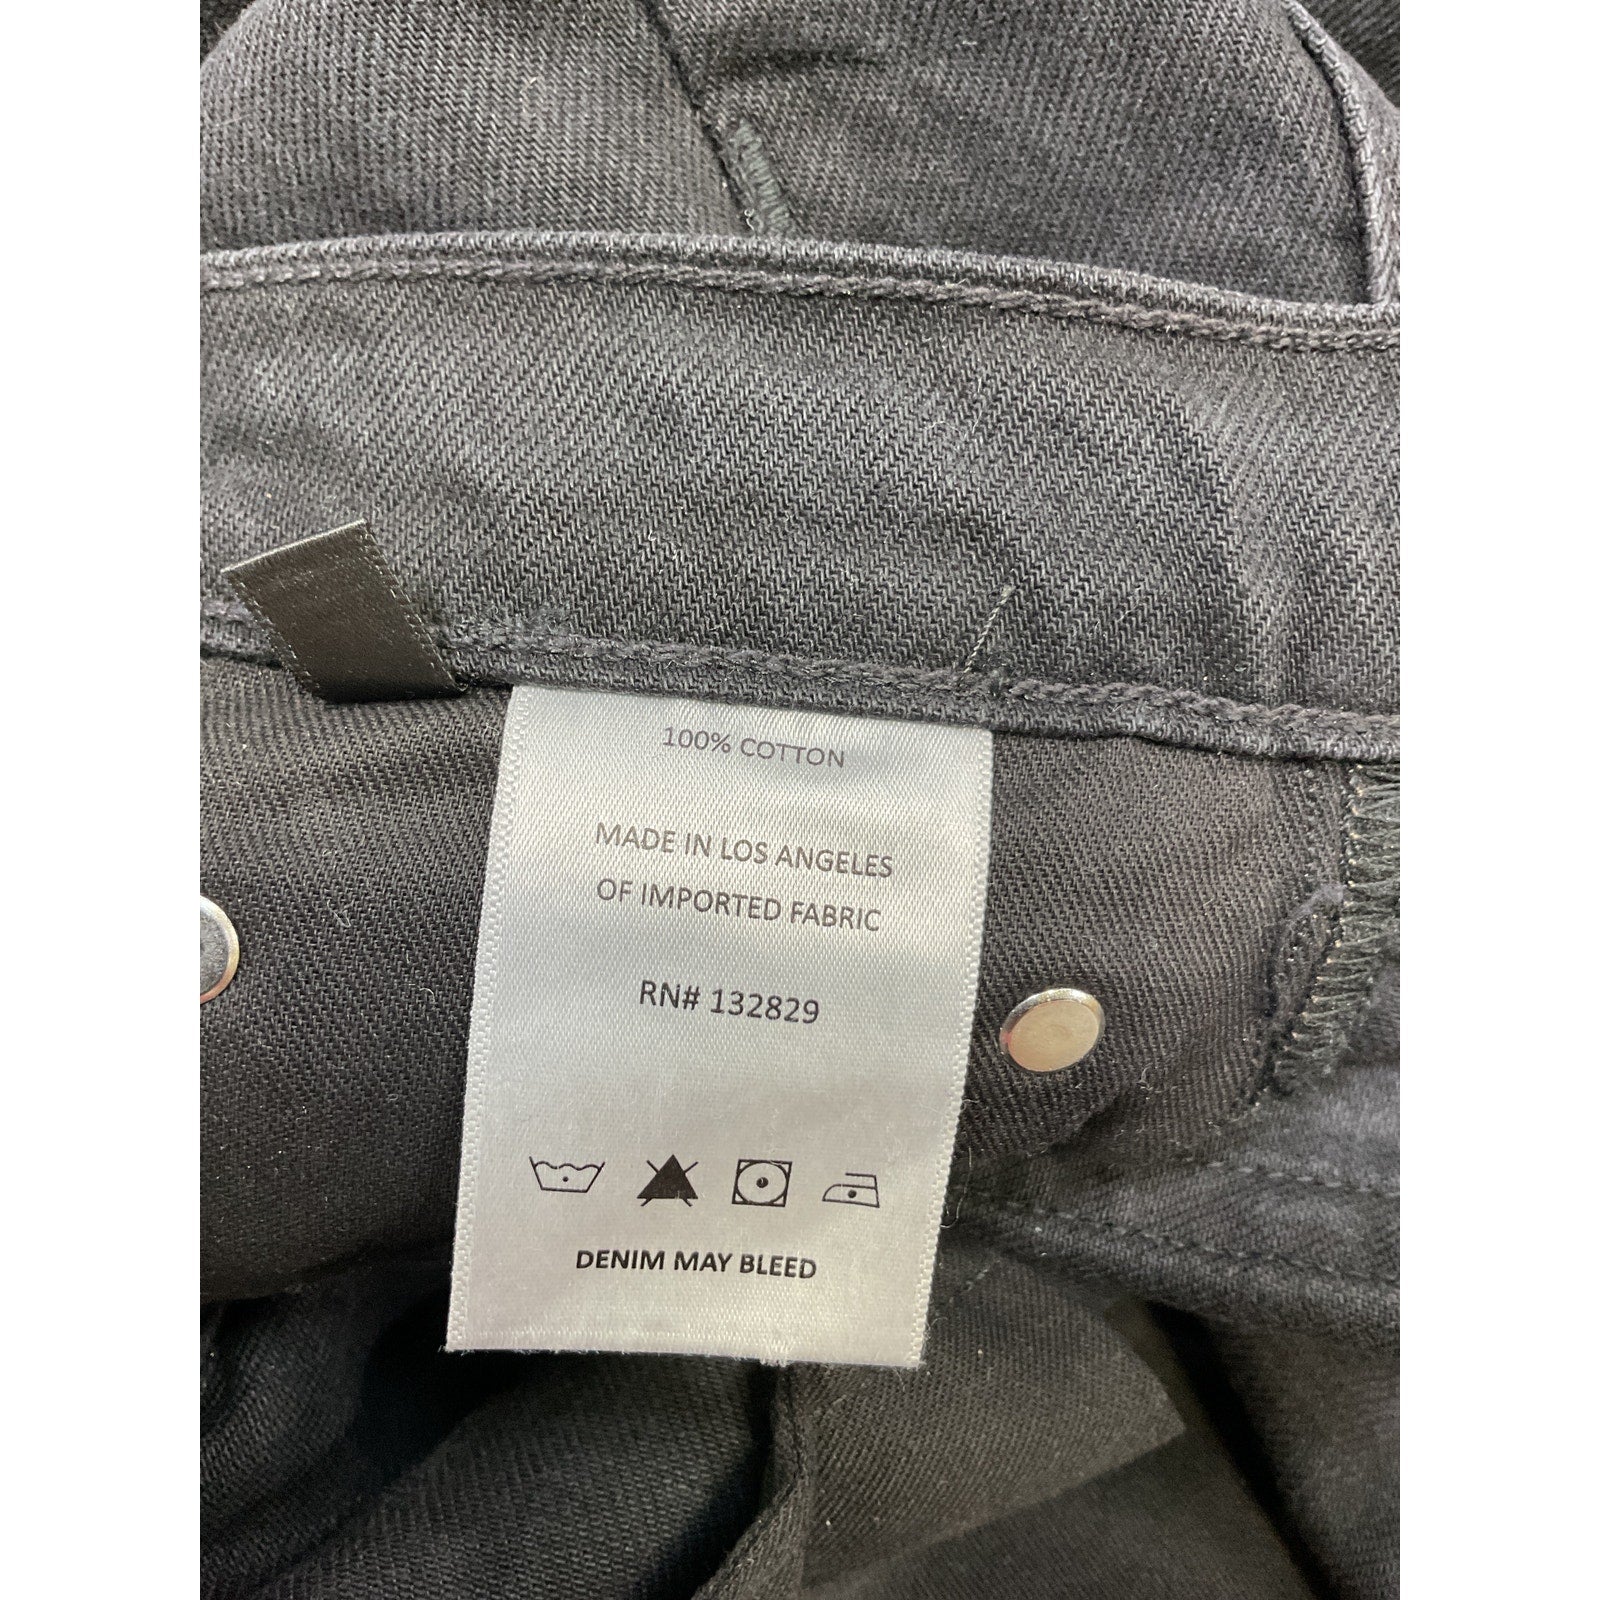 100% COTTON
MADE IN LOS ANGELES
OF IMPORTED FABRIC
RN# 132829
DENIM MAY BLEED